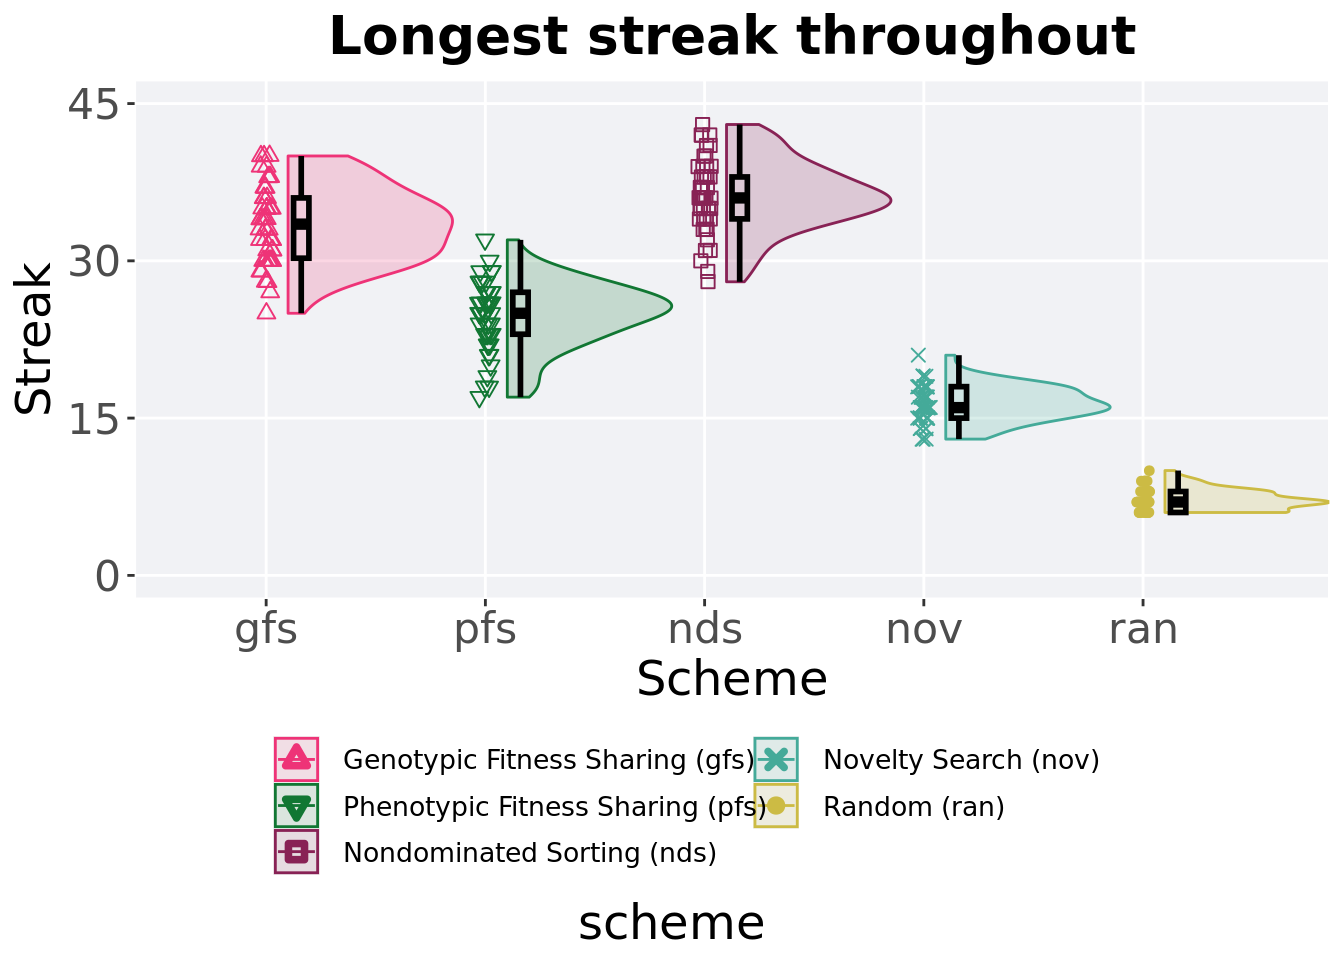 Longest streak throughout
45
30
15
0
Streak
gfs pfs nds nov ran
Scheme
Genotypic Fitness Sharing (gfs) Novelty Search (nov)
Phenotypic Fitness Sharing (pfs) Random (ran)
Nondominated Sorting (nds)
scheme